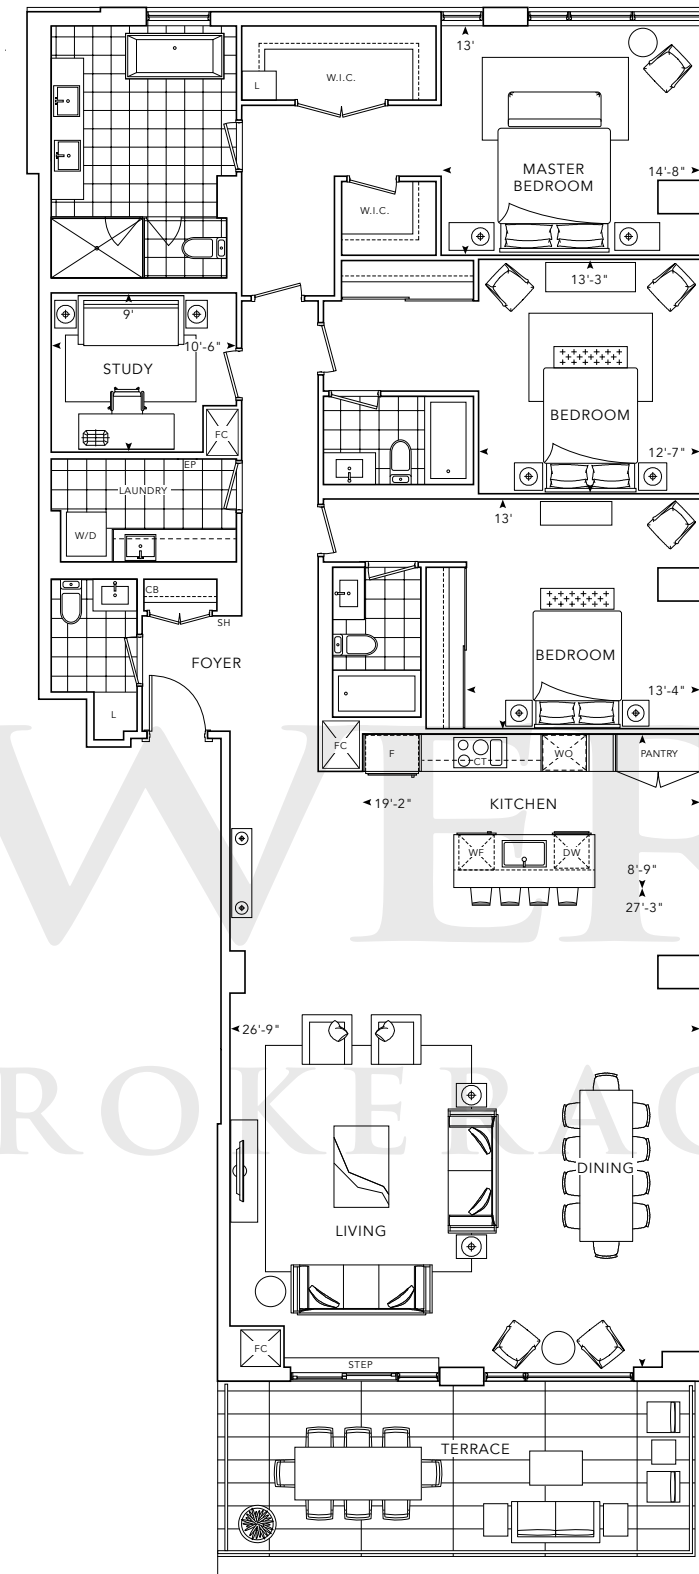 13'
W.I.C.
L
MASTER
BEDROOM
14'-8"
W.I.C.
13'-3"
9'
10'-6"
STUDY
BEDROOM
FC
12'-7"
EP
LAUNDRY
13'
W/D
CB
SH
FOYER
BEDROOM
13'-4"
L
FC
F
CT
WO
PANTRY
19'-2"
KITCHEN
WF
DW
8'-9"
27'-3"
WER
26'-9"
ROKERAG
DINING
LIVING
FC
STEP
TERRACE